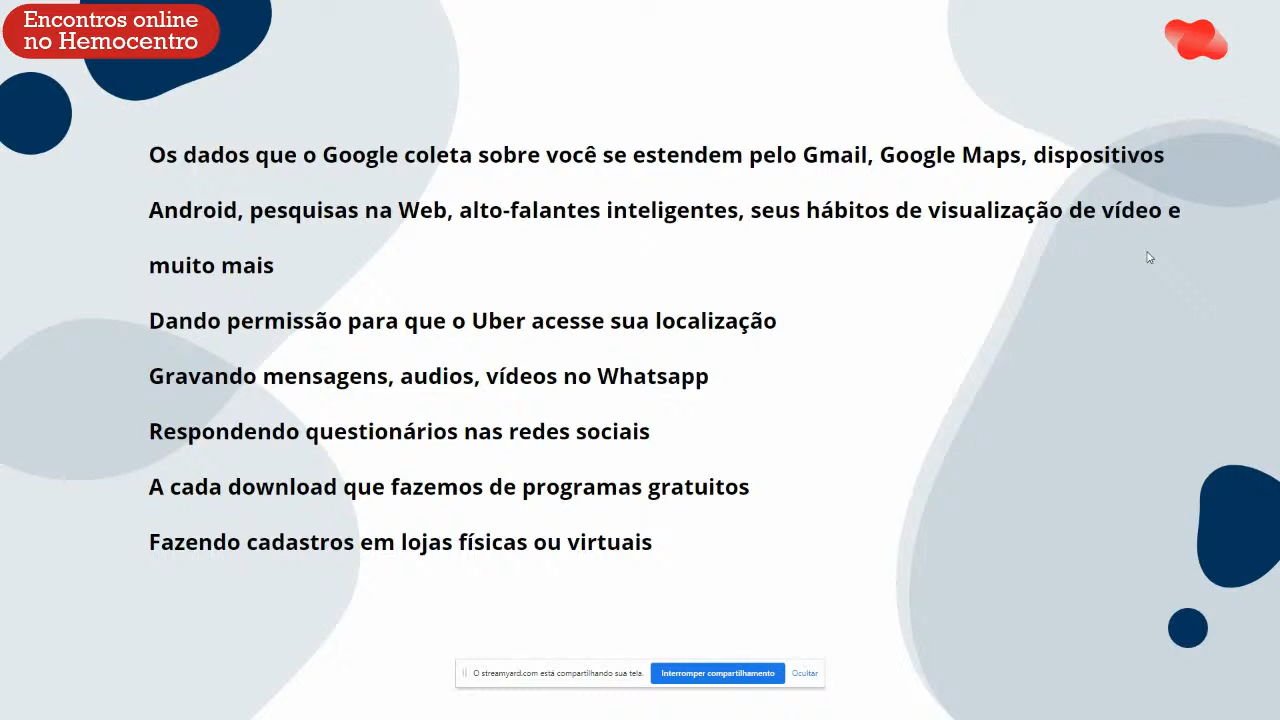 Encontros online
no Hemocentro
Os dados que o Google coleta sobre você se estendem pelo Gmail, Google Maps, dispositivos
Android, pesquisas na Web, alto-falantes inteligentes, seus hábitos de visualização de vídeo e
muito mais
Dando permissão para que o Uber acesse sua localização
Gravando mensagens, audios, vídeos no Whatsapp
Respondendo questionários nas redes sociais
A cada download que fazemos de programas gratuitos
Fazendo cadastros em lojas físicas ou virtuais
O streamyard.com está compartilhando sua tela. Interromper compartilhamento Ocultar